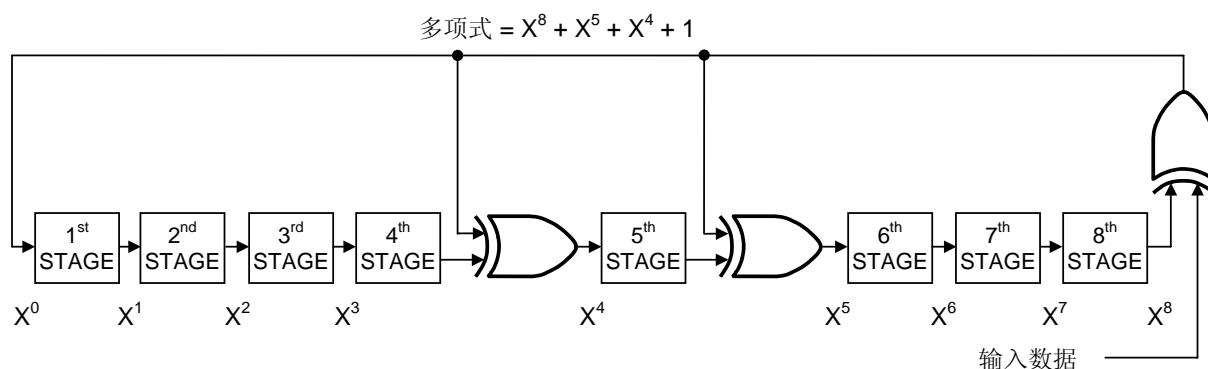 多项式 = X⁸ + X⁵ + X⁴ + 1
1st STAGE
2nd STAGE
3rd STAGE
4th STAGE
5th STAGE
6th STAGE
7th STAGE
8th STAGE
X⁰ X¹ X² X³ X⁴ X⁵ X⁶ X⁷ X⁸
输入数据